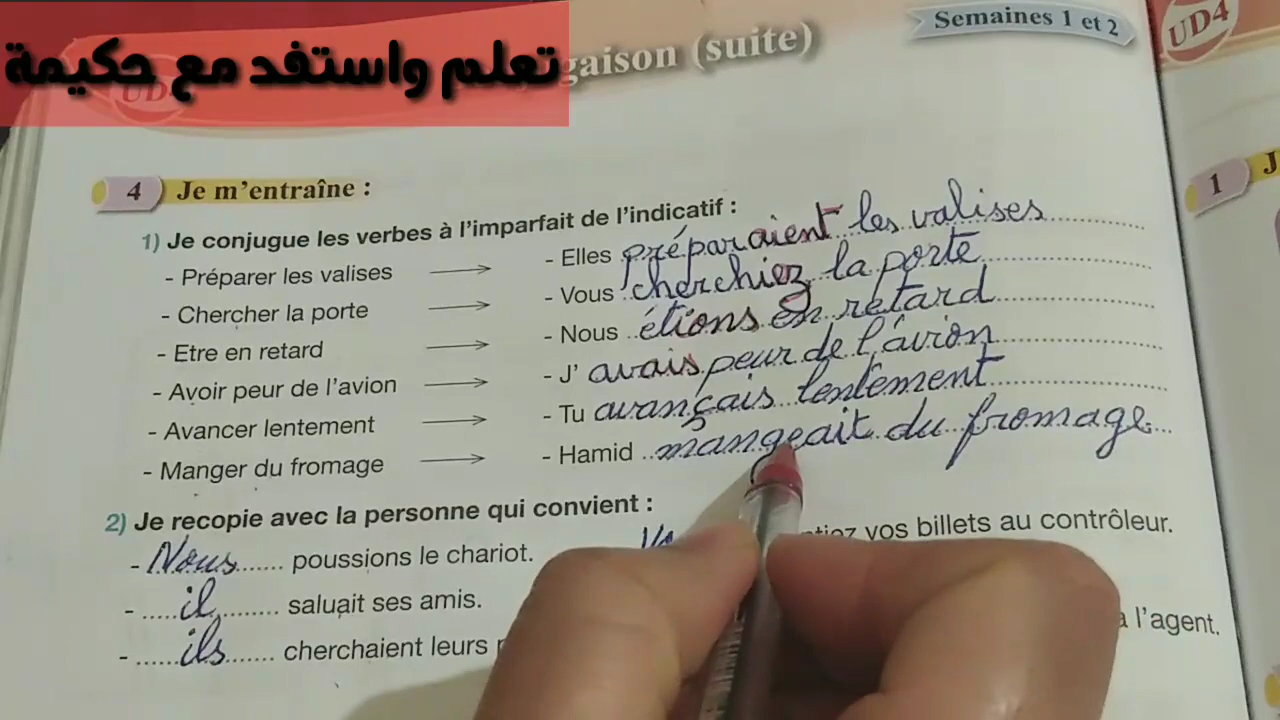 تعلم واستفد مع حكيمة
gaison (suite)
Semaines 1 et 2
UD4
4 Je m'entraîne :
1) Je conjugue les verbes à l'imparfait de l'indicatif :
- Préparer les valises - Elles préparaient les valises
- Chercher la porte - Vous cherchiez la porte
- Etre en retard - Nous étions en retard
- Avoir peur de l'avion - J' avais peur de l'avion
- Avancer lentement - Tu avançais lentement
- Manger du fromage - Hamid mangeait du fromage
2) Je recopie avec la personne qui convient :
- Nous poussions le chariot. vos billets au contrôleur.
- il saluait ses amis.
- ils cherchaient leurs l'agent.
1 J